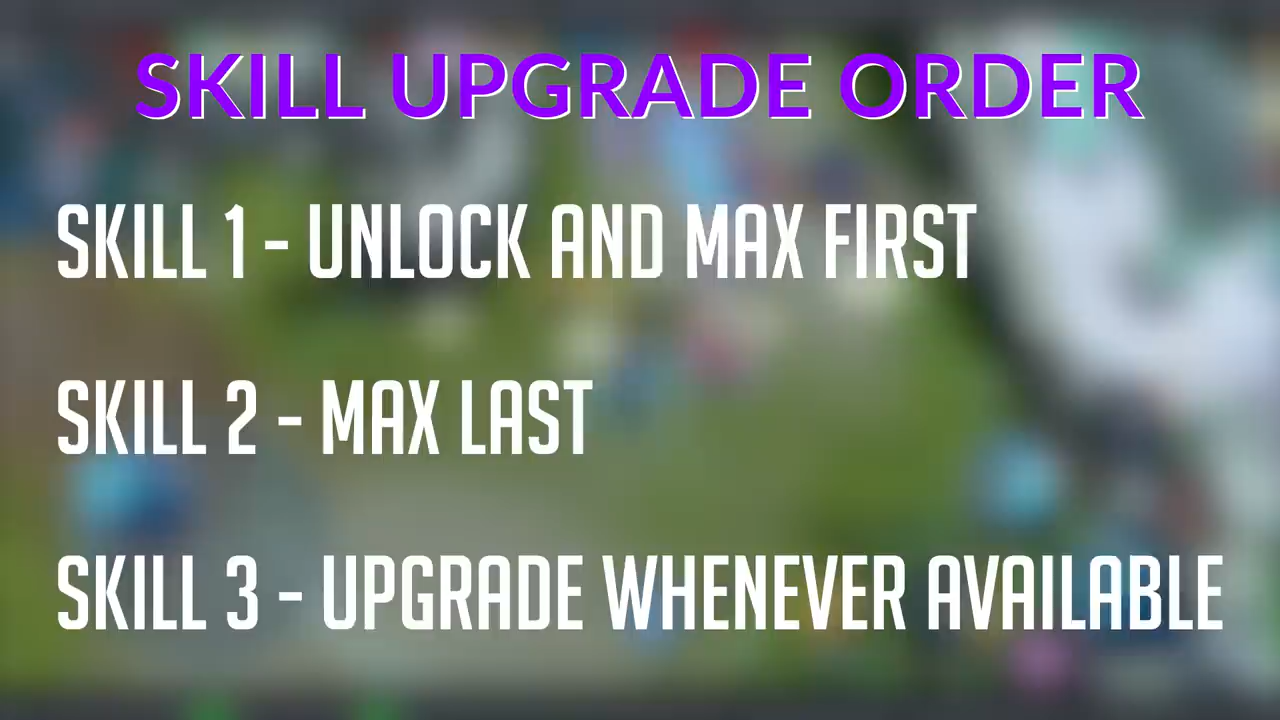 SKILL UPGRADE ORDER
SKILL 1 - UNLOCK AND MAX FIRST
SKILL 2 - MAX LAST
SKILL 3 - UPGRADE WHENEVER AVAILABLE